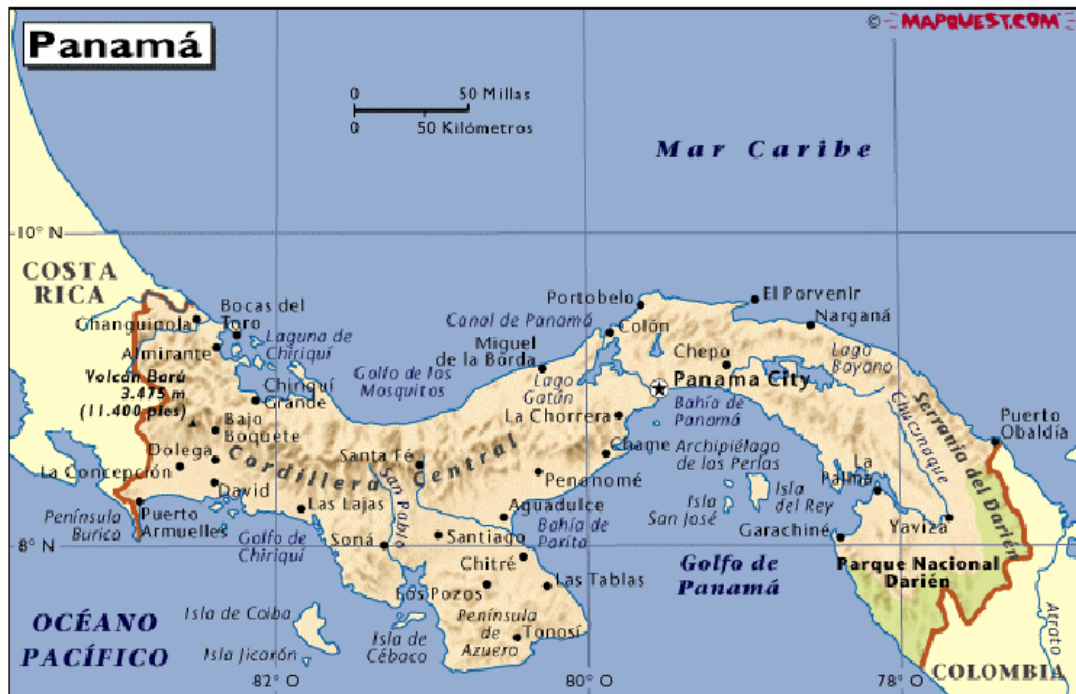 Panamá
© MAPQUEST.COM
0 50 Millas
0 50 Kilómetros
Mar Caribe
10° N
COSTA
RICA
Changuinola
Bocas del
Toro
Laguna de
Chiriquí
Almirante
Volcán Barú
3.475 m
(11.400 pies)
Chiriquí
Grande
Golfo de los
Mosquitos
Portobelo
Canal de Panamá
Colón
Miguel
de la Borda
El Porvenir
Narganá
Chepo
Lago
Bayano
Lago
Gatún
Panama City
Bahía de
Panamá
La Chorrera
Chame
Archipiélago
de las Perlas
Chucunaque
Serranía del Darién
Puerto
Obaldía
Bajo
Boquete
Dolega
La Concepción
David
Cordillera Central
Santa Fé
San Pablo
Penonomé
Las Lajas
Aguadulce
Isla
San José
Isla
del Rey
La
Palma
Garachiné
Yaviza
Península
Burica
Puerto
Armuelles
Golfo de
Chiriquí
Soná
Santiago
Bahía de
Parita
8° N
Chitré
Golfo de
Panamá
Parque Nacional
Darién
Los Pozos
Las Tablas
Isla de Coiba
Península
de
Azuero
Tonosí
OCÉANO
PACÍFICO
Isla Jicarón
Isla de
Cébaco
Atrato
COLOMBIA
82° O
80° O
78° O